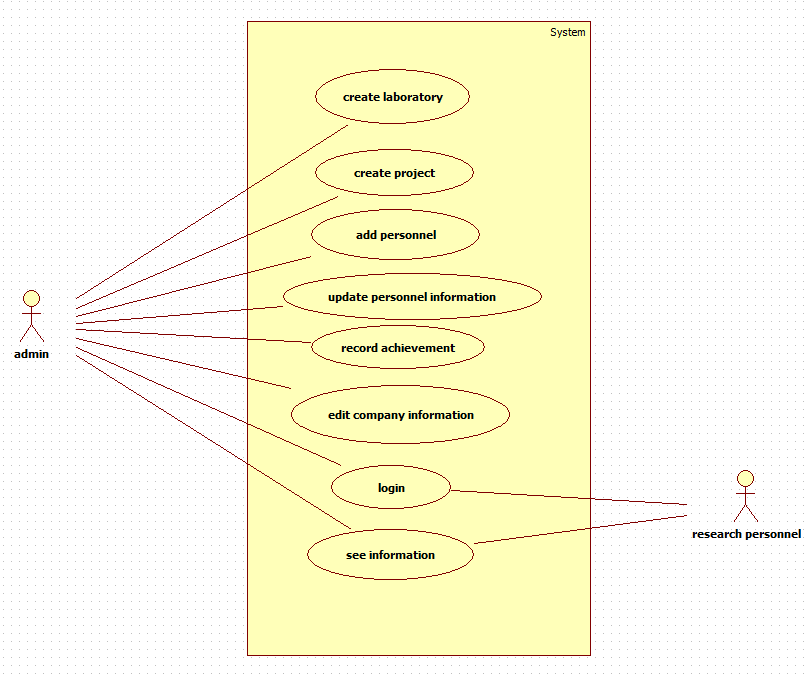 System
create laboratory
create project
add personnel
update personnel information
admin
record achievement
edit company information
login
see information
research personnel